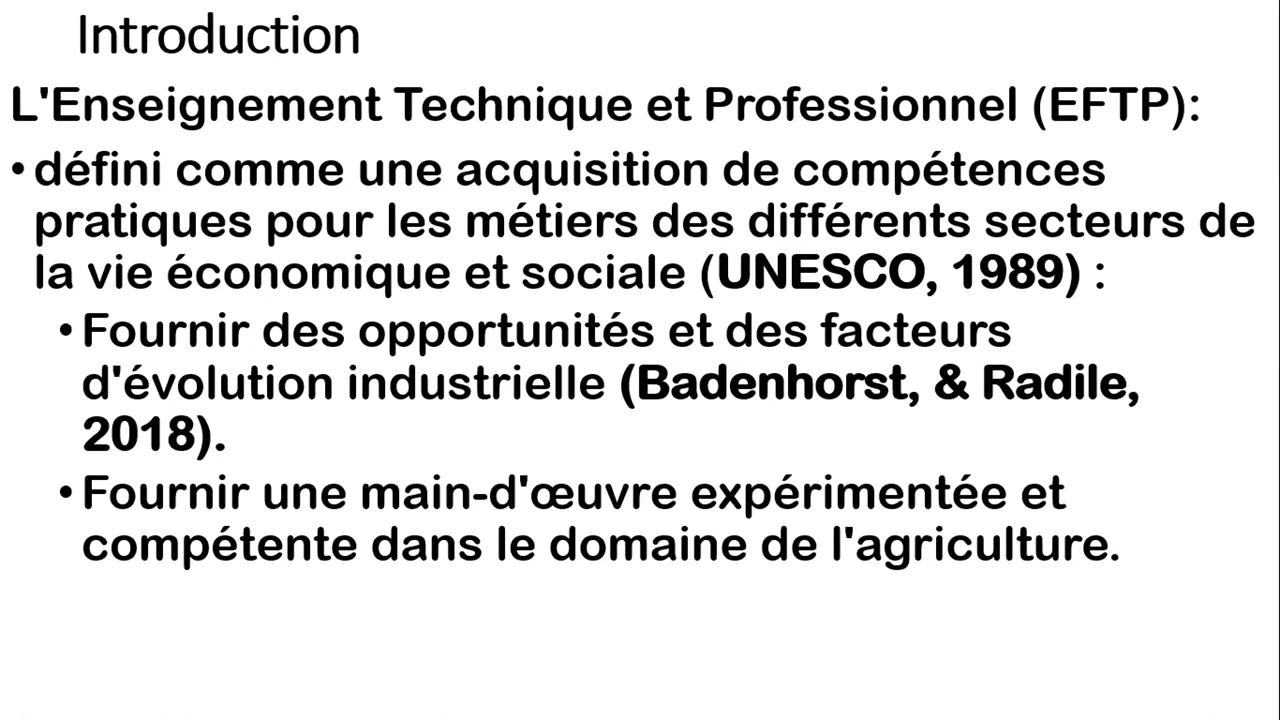 Introduction
L'Enseignement Technique et Professionnel (EFTP):
• défini comme une acquisition de compétences
pratiques pour les métiers des différents secteurs de
la vie économique et sociale (UNESCO, 1989) :
• Fournir des opportunités et des facteurs
d'évolution industrielle (Badenhorst, & Radile,
2018).
• Fournir une main-d'œuvre expérimentée et
compétente dans le domaine de l'agriculture.